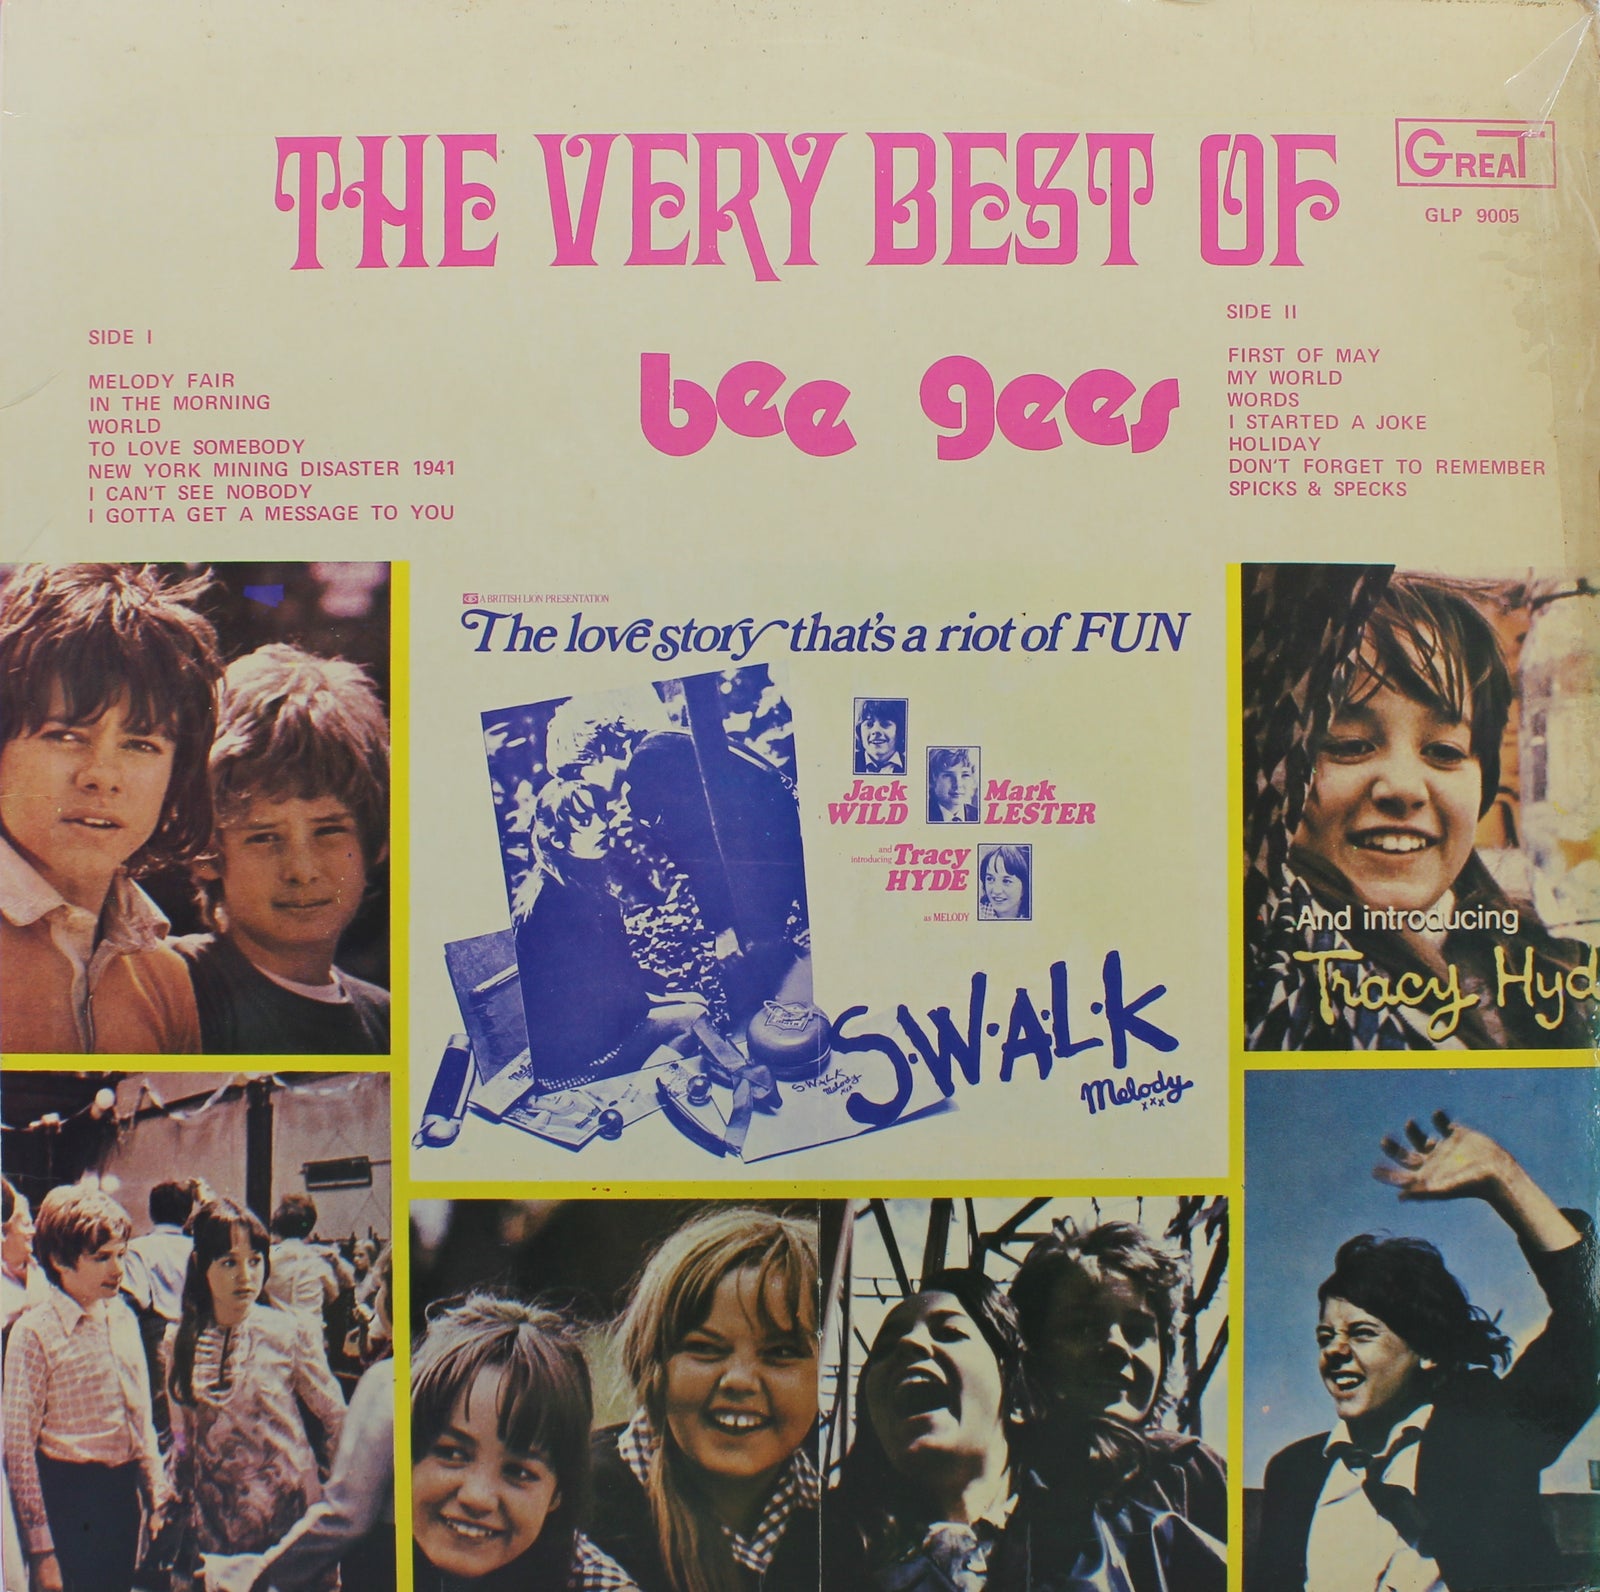 THE VERY BEST OF
GREAT
GLP 9005
bee gees
SIDE I
MELODY FAIR
IN THE MORNING
WORLD
TO LOVE SOMEBODY
NEW YORK MINING DISASTER 1941
I CAN'T SEE NOBODY
I GOTTA GET A MESSAGE TO YOU
SIDE II
FIRST OF MAY
MY WORLD
WORDS
I STARTED A JOKE
HOLIDAY
DON'T FORGET TO REMEMBER
SPICKS & SPECKS
A BRITISH LION PRESENTATION
The love story that's a riot of FUN
Jack
WILD
Mark
LESTER
and
introducing
Tracy
HYDE
as MELODY
S.W.A.L.K
Melody
xxx
SWALK
Melody
And introducing
Tracy Hyd